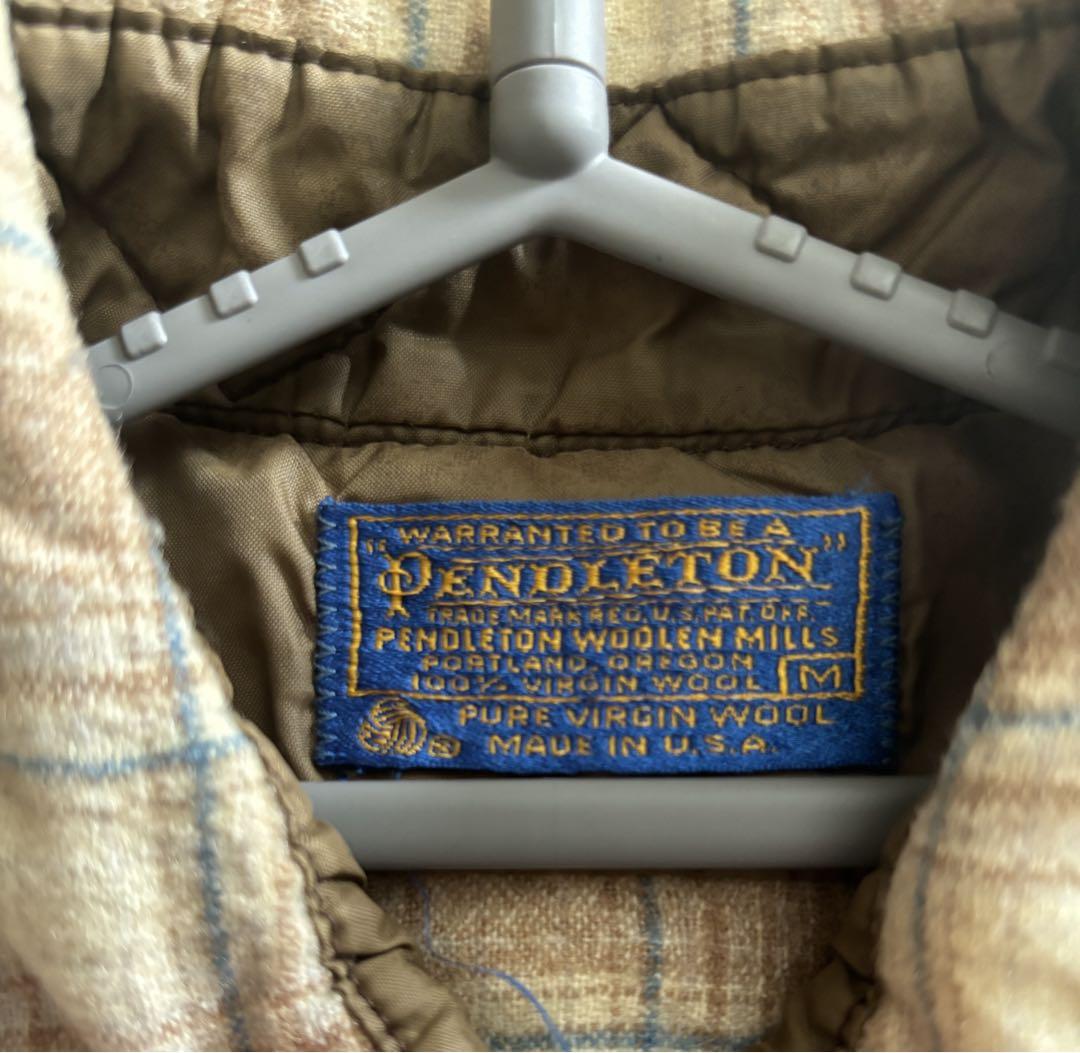 WARRANTED TO BE A
"PENDLETON"
TRADE MARK REG. U.S. PAT. OFF.
PENDLETON WOOLEN MILLS
PORTLAND, OREGON
100% VIRGIN WOOL M
PURE VIRGIN WOOL
R MADE IN U.S.A.